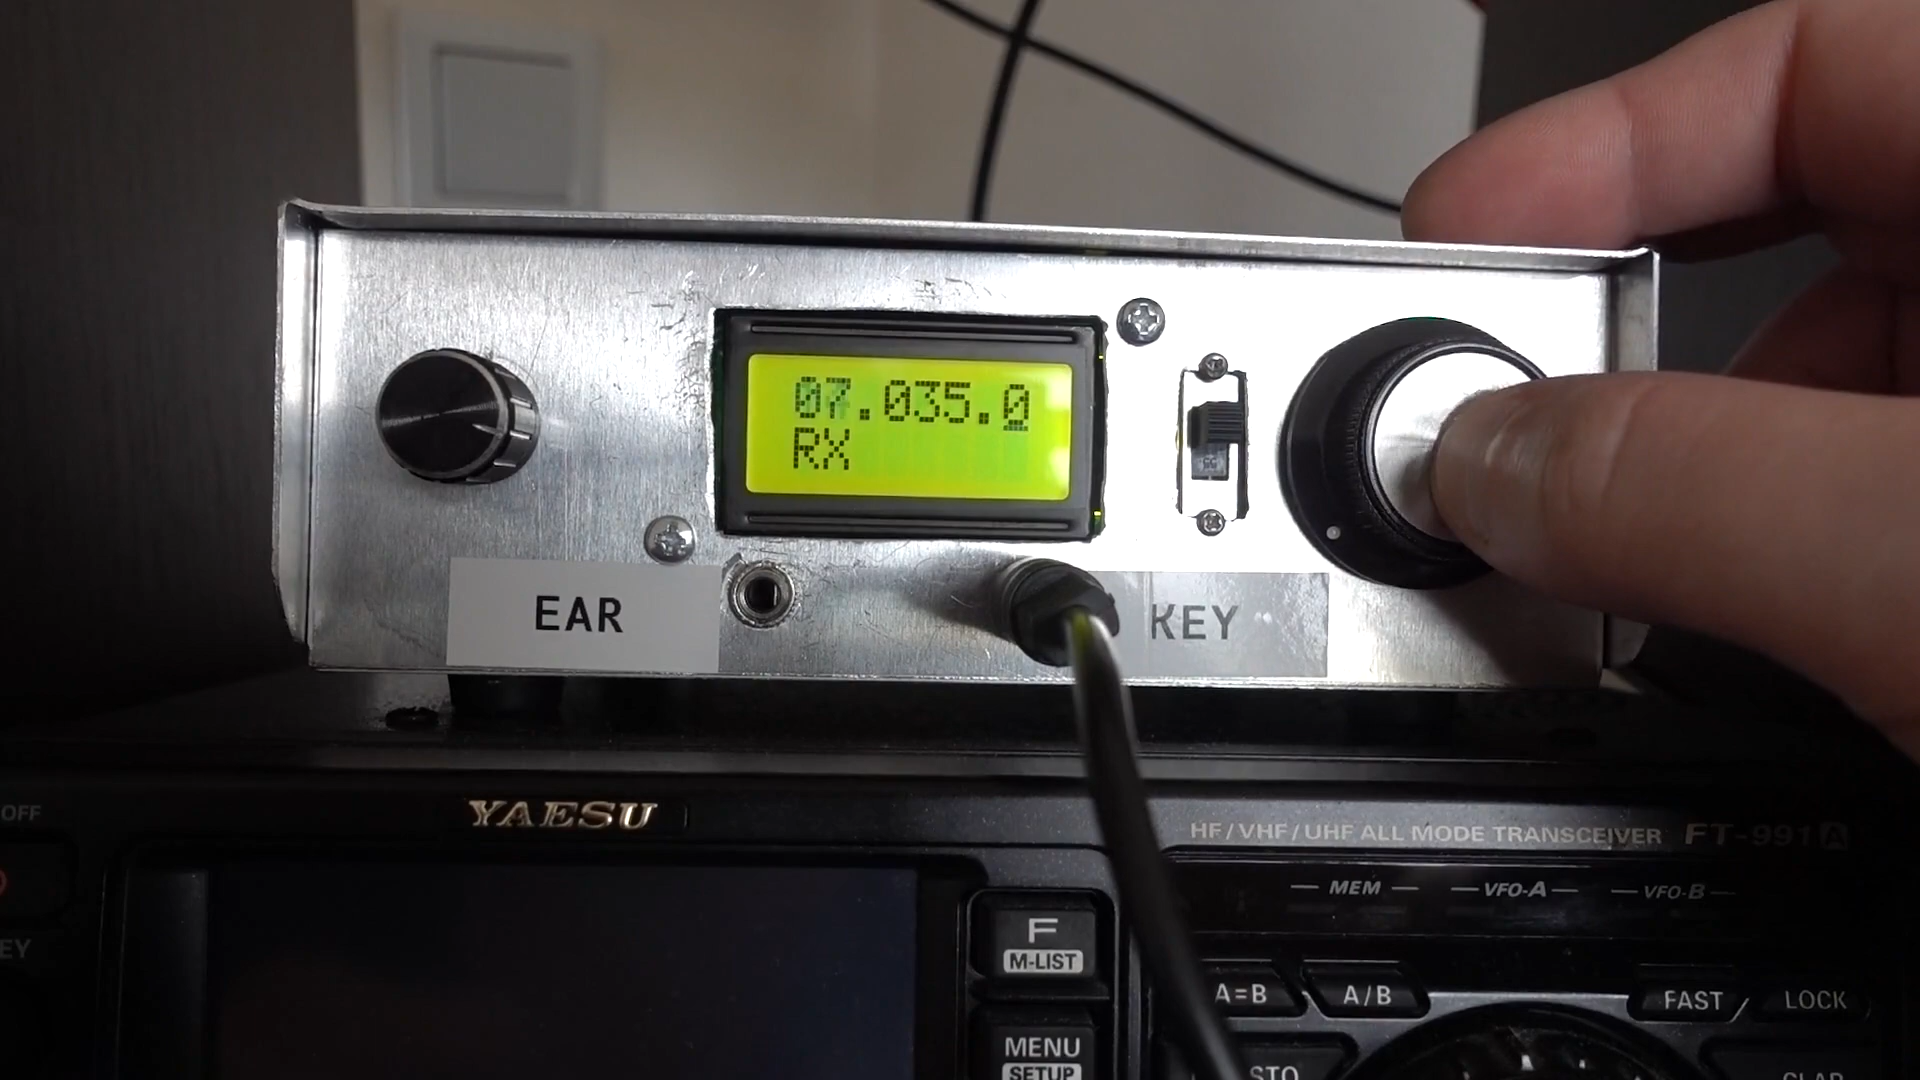 07.035.0
RX
EAR
KEY
OFF
YAESU
HF/VHF/UHF ALL MODE TRANSCEIVER FT-991A
MEM
VFO-A
VFO-B
EY
F
M-LIST
A=B
A/B
FAST
LOCK
MENU
SETUP
STO
CLAR